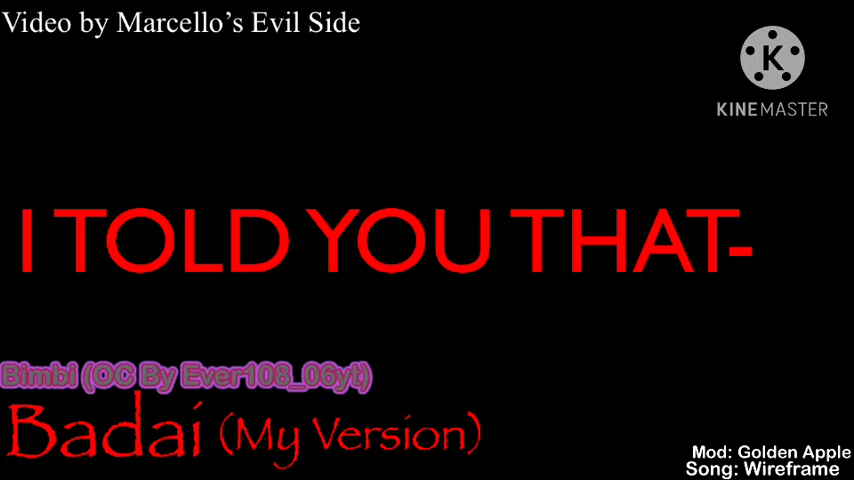 Video by Marcello’s Evil Side
K
KINEMASTER
I TOLD YOU THAT-
Bimbi (OC By Ever108_06yt)
Badai (My Version)
Mod: Golden Apple
Song: Wireframe